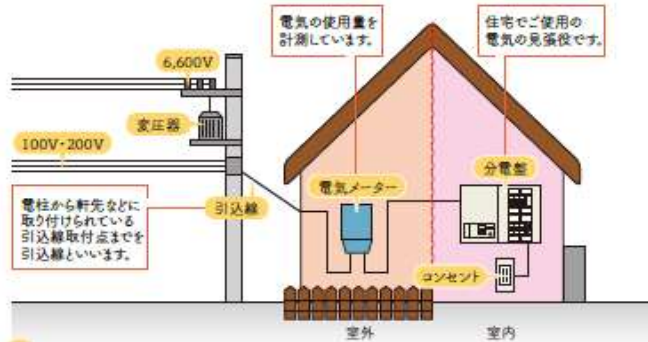 電気の使用量を
計測しています。
住宅でご使用の
電気の見張役です。
6,600V
変圧器
100V・200V
分電盤
電気メーター
引込線
電柱から軒先などに
取り付けられている
引込線取付点までを
引込線といいます。
コンセント
室外
室内